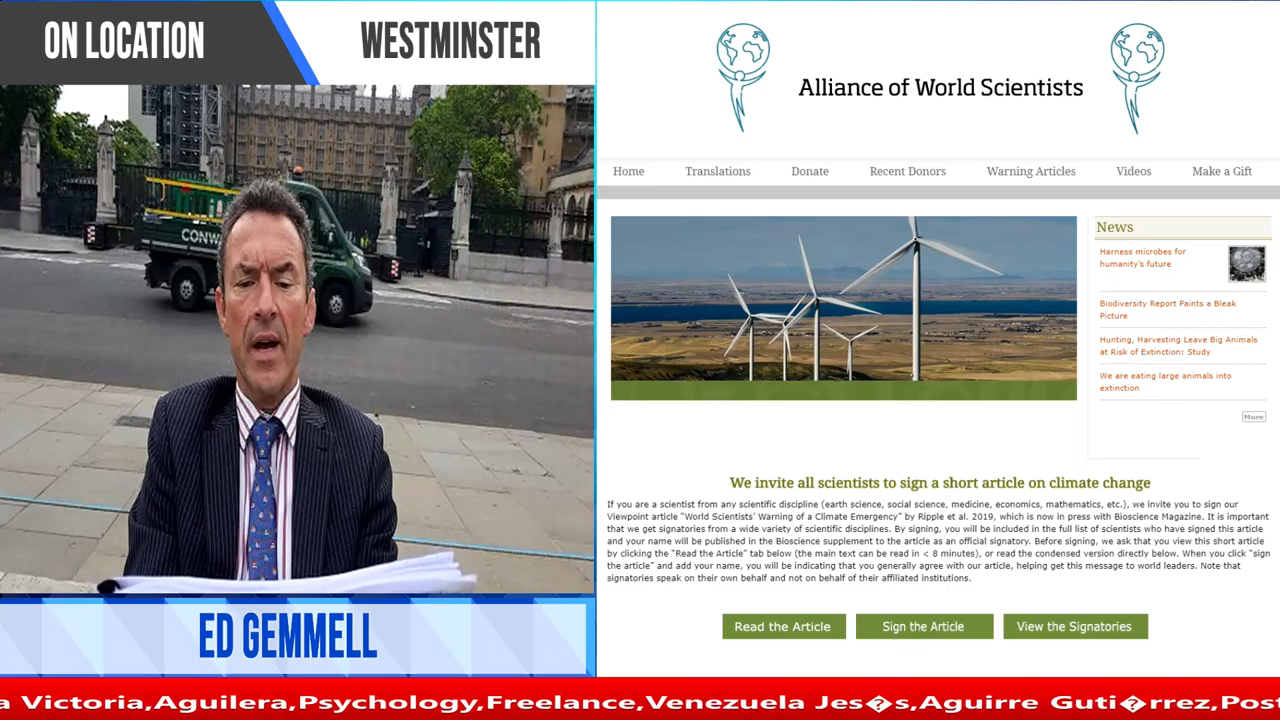 ON LOCATION
WESTMINSTER
CONW
ED GEMMELL
Alliance of World Scientists
Home Translations Donate Recent Donors Warning Articles Videos Make a Gift
News
Harness microbes for
humanity's future
Biodiversity Report Paints a Bleak
Picture
Hunting, Harvesting Leave Big Animals
at Risk of Extinction: Study
We are eating large animals into
extinction
More
We invite all scientists to sign a short article on climate change
If you are a scientist from any scientific discipline (earth science, social science, medicine, economics, mathematics, etc.), we invite you to sign our
Viewpoint article "World Scientists' Warning of a Climate Emergency" by Ripple et al. 2019, which is now in press with Bioscience Magazine. It is important
that we get signatories from a wide variety of scientific disciplines. By signing, you will be included in the full list of scientists who have signed this article
and your name will be published in the Bioscience supplement to the article as an official signatory. Before signing, we ask that you view this short article
by clicking the "Read the Article" tab below (the main text can be read in < 8 minutes), or read the condensed version directly below. When you click "sign
the article" and add your name, you will be indicating that you generally agree with our article, helping get this message to world leaders. Note that
signatories speak on their own behalf and not on behalf of their affiliated institutions.
Read the Article Sign the Article View the Signatories
a Victoria,Aguilera,Psychology,Freelance,Venezuela Jes�s,Aguirre Guti�rrez,Post